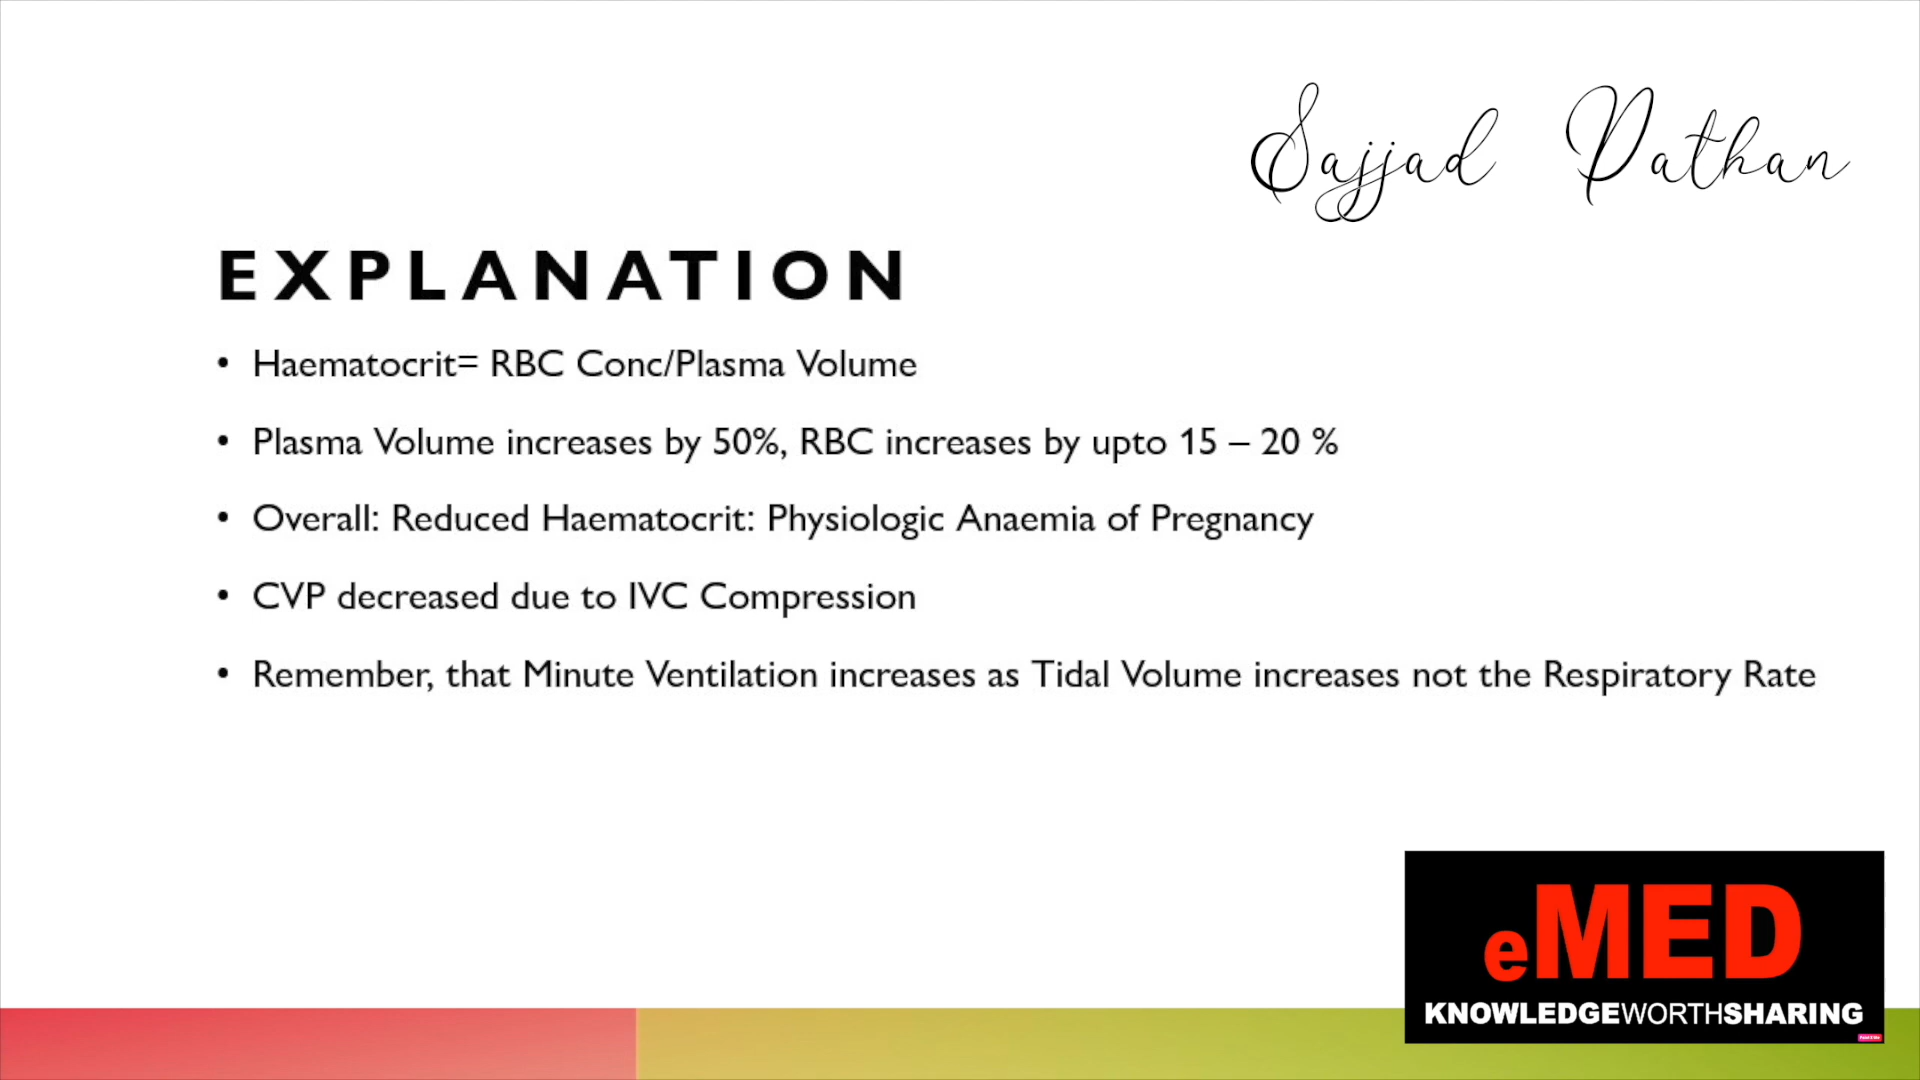 Sajjad Pathan
EXPLANATION
• Haematocrit= RBC Conc/Plasma Volume
• Plasma Volume increases by 50%, RBC increases by upto 15 – 20 %
• Overall: Reduced Haematocrit: Physiologic Anaemia of Pregnancy
• CVP decreased due to IVC Compression
• Remember, that Minute Ventilation increases as Tidal Volume increases not the Respiratory Rate
eMED
KNOWLEDGEWORTHSHARING